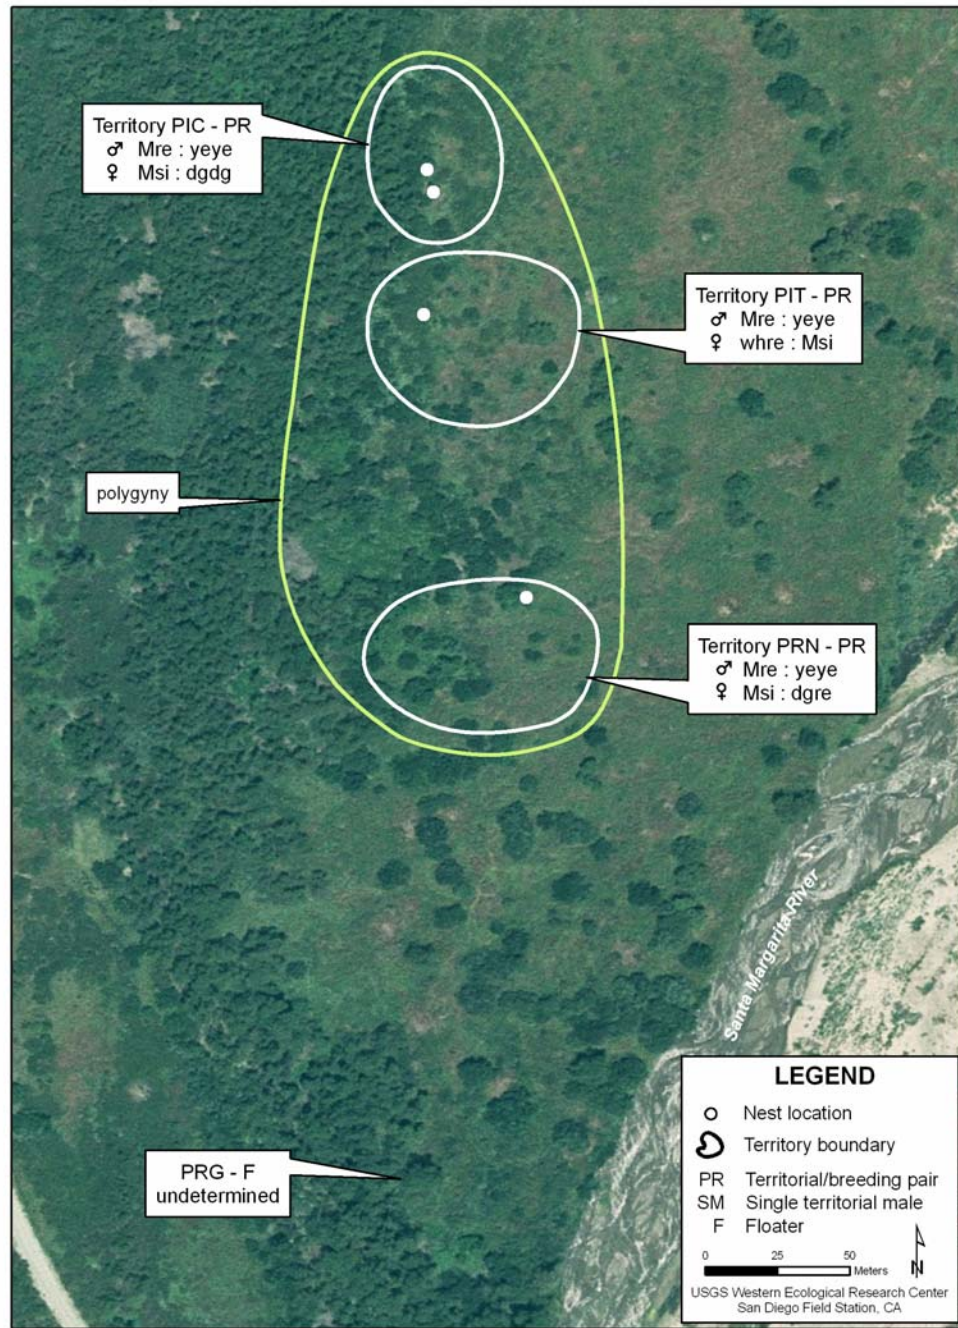 Territory PIC - PR
♂ Mre : yeye
♀ Msi : dgdg
Territory PIT - PR
♂ Mre : yeye
♀ whre : Msi
polygyny
Territory PRN - PR
♂ Mre : yeye
♀ Msi : dgre
Santa Margarita River
PRG - F
undetermined
LEGEND
Nest location
Territory boundary
PR Territorial/breeding pair
SM Single territorial male
F Floater
0 25 50
Meters
N
USGS Western Ecological Research Center
San Diego Field Station, CA